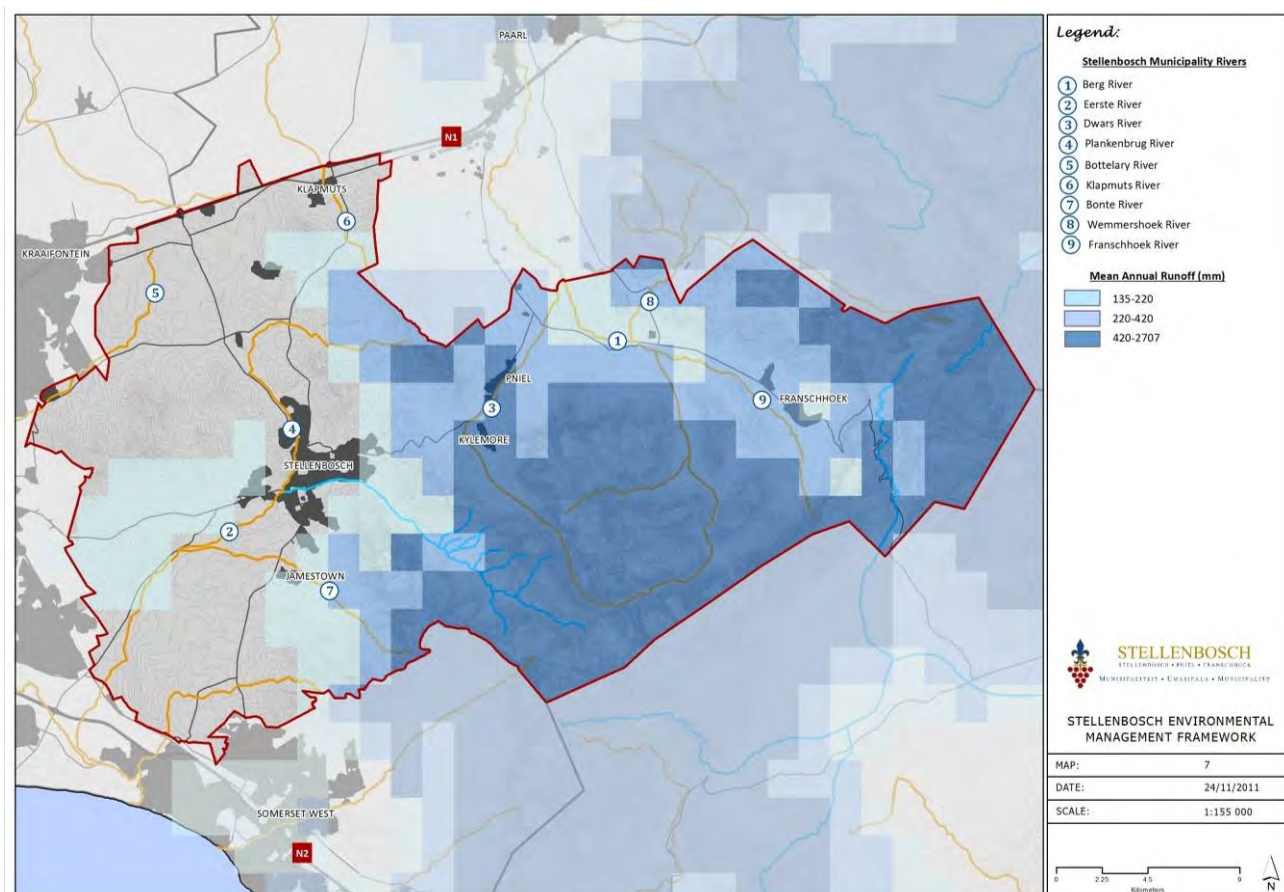 PAARL
N1
KLAPMUTS
6
KRAAIFONTEIN
5
8
1
PNIEL
3
9
FRANSCHHOEK
4
KYLEMORE
STELLENBOSCH
2
JAMESTOWN
7
SOMERSET WEST
N2
Legend:
Stellenbosch Municipality Rivers
1 Berg River
2 Eerste River
3 Dwars River
4 Plankenbrug River
5 Bottelary River
6 Klapmuts River
7 Bonte River
8 Wemmershoek River
9 Franschhoek River
Mean Annual Runoff (mm)
135-220
220-420
420-2707
STELLENBOSCH
STELLENBOSCH • PNIEL • FRANSCHHOEK
MUNISIPALITEIT • UMASIPALA • MUNICIPALITY
STELLENBOSCH ENVIRONMENTAL
MANAGEMENT FRAMEWORK
MAP: 7
DATE: 24/11/2011
SCALE: 1:155 000
0 2.25 4.5 9
Kilometers
N